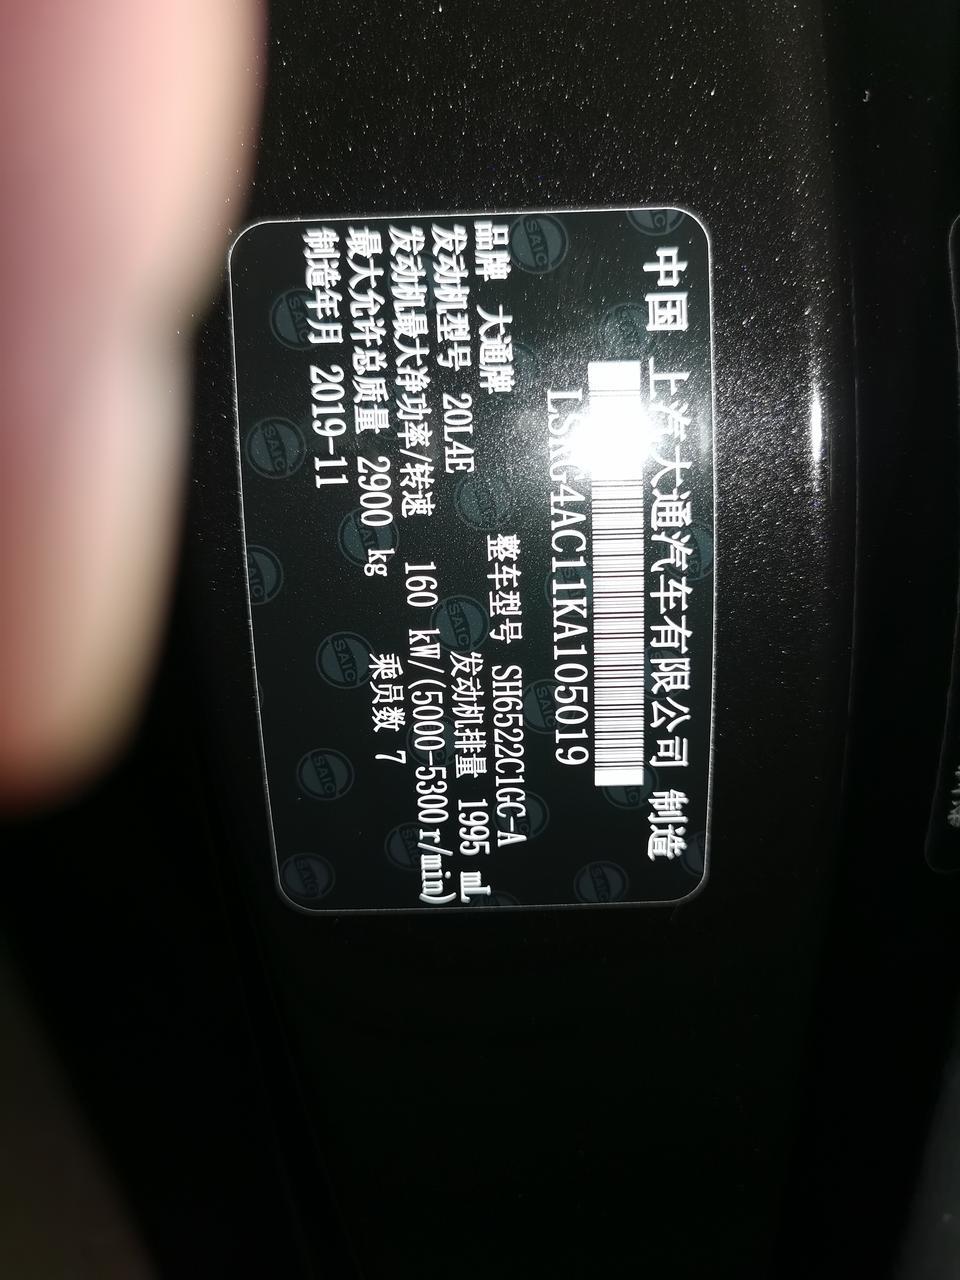 中国 上汽大通汽车有限公司 制造
LSKG4AC11KA105019
品牌 大通牌 整车型号 SH6522C1GC-A
发动机型号 20L4E 发动机排量 1995 mL
发动机最大净功率/转速 160 kW/(5000-5300r/min)
最大允许总质量 2900 kg 乘员数 7
制造年月 2019-11
SAIC